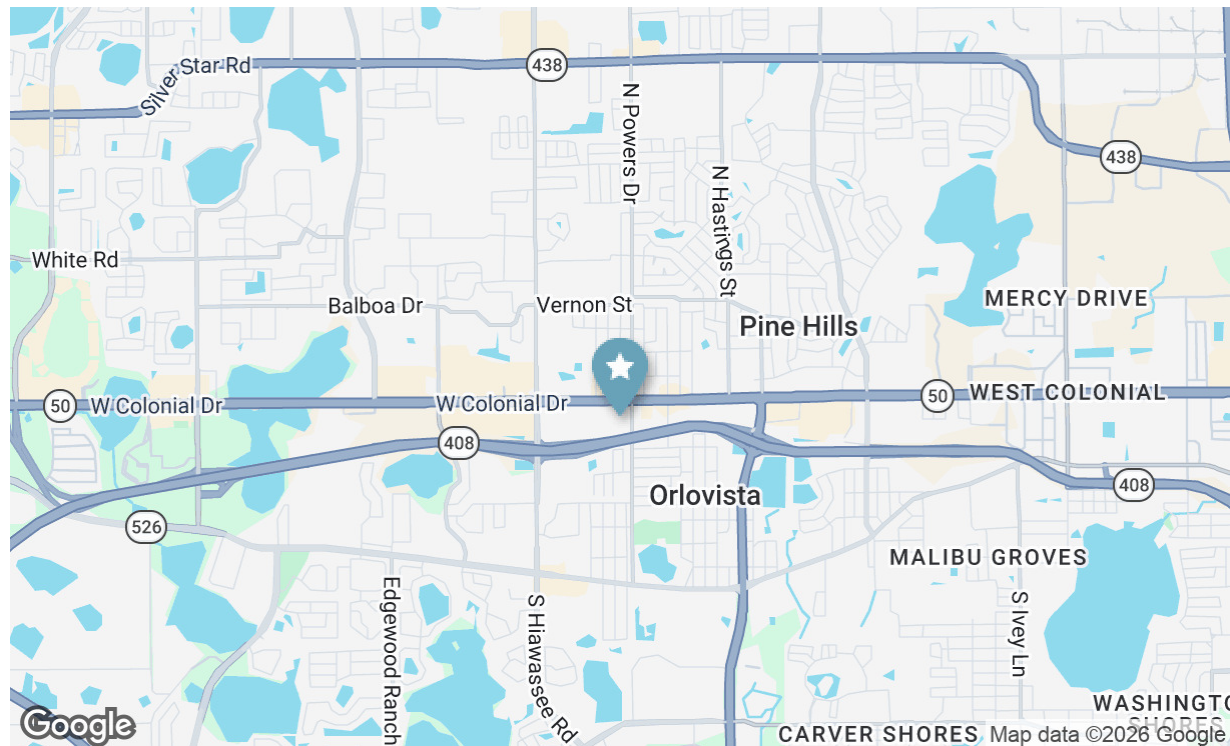 438
Silver Star Rd
N Powers Dr
438
N Hastings St
White Rd
MERCY DRIVE
Balboa Dr
Vernon St
Pine Hills
50
W Colonial Dr
W Colonial Dr
50
WEST COLONIAL
408
408
Orlovista
526
MALIBU GROVES
Edgewood Ranch
S Hiawassee Rd
S Ivey Ln
WASHINGTO
SHORES
CARVER SHORES
Google
Map data ©2026 Google